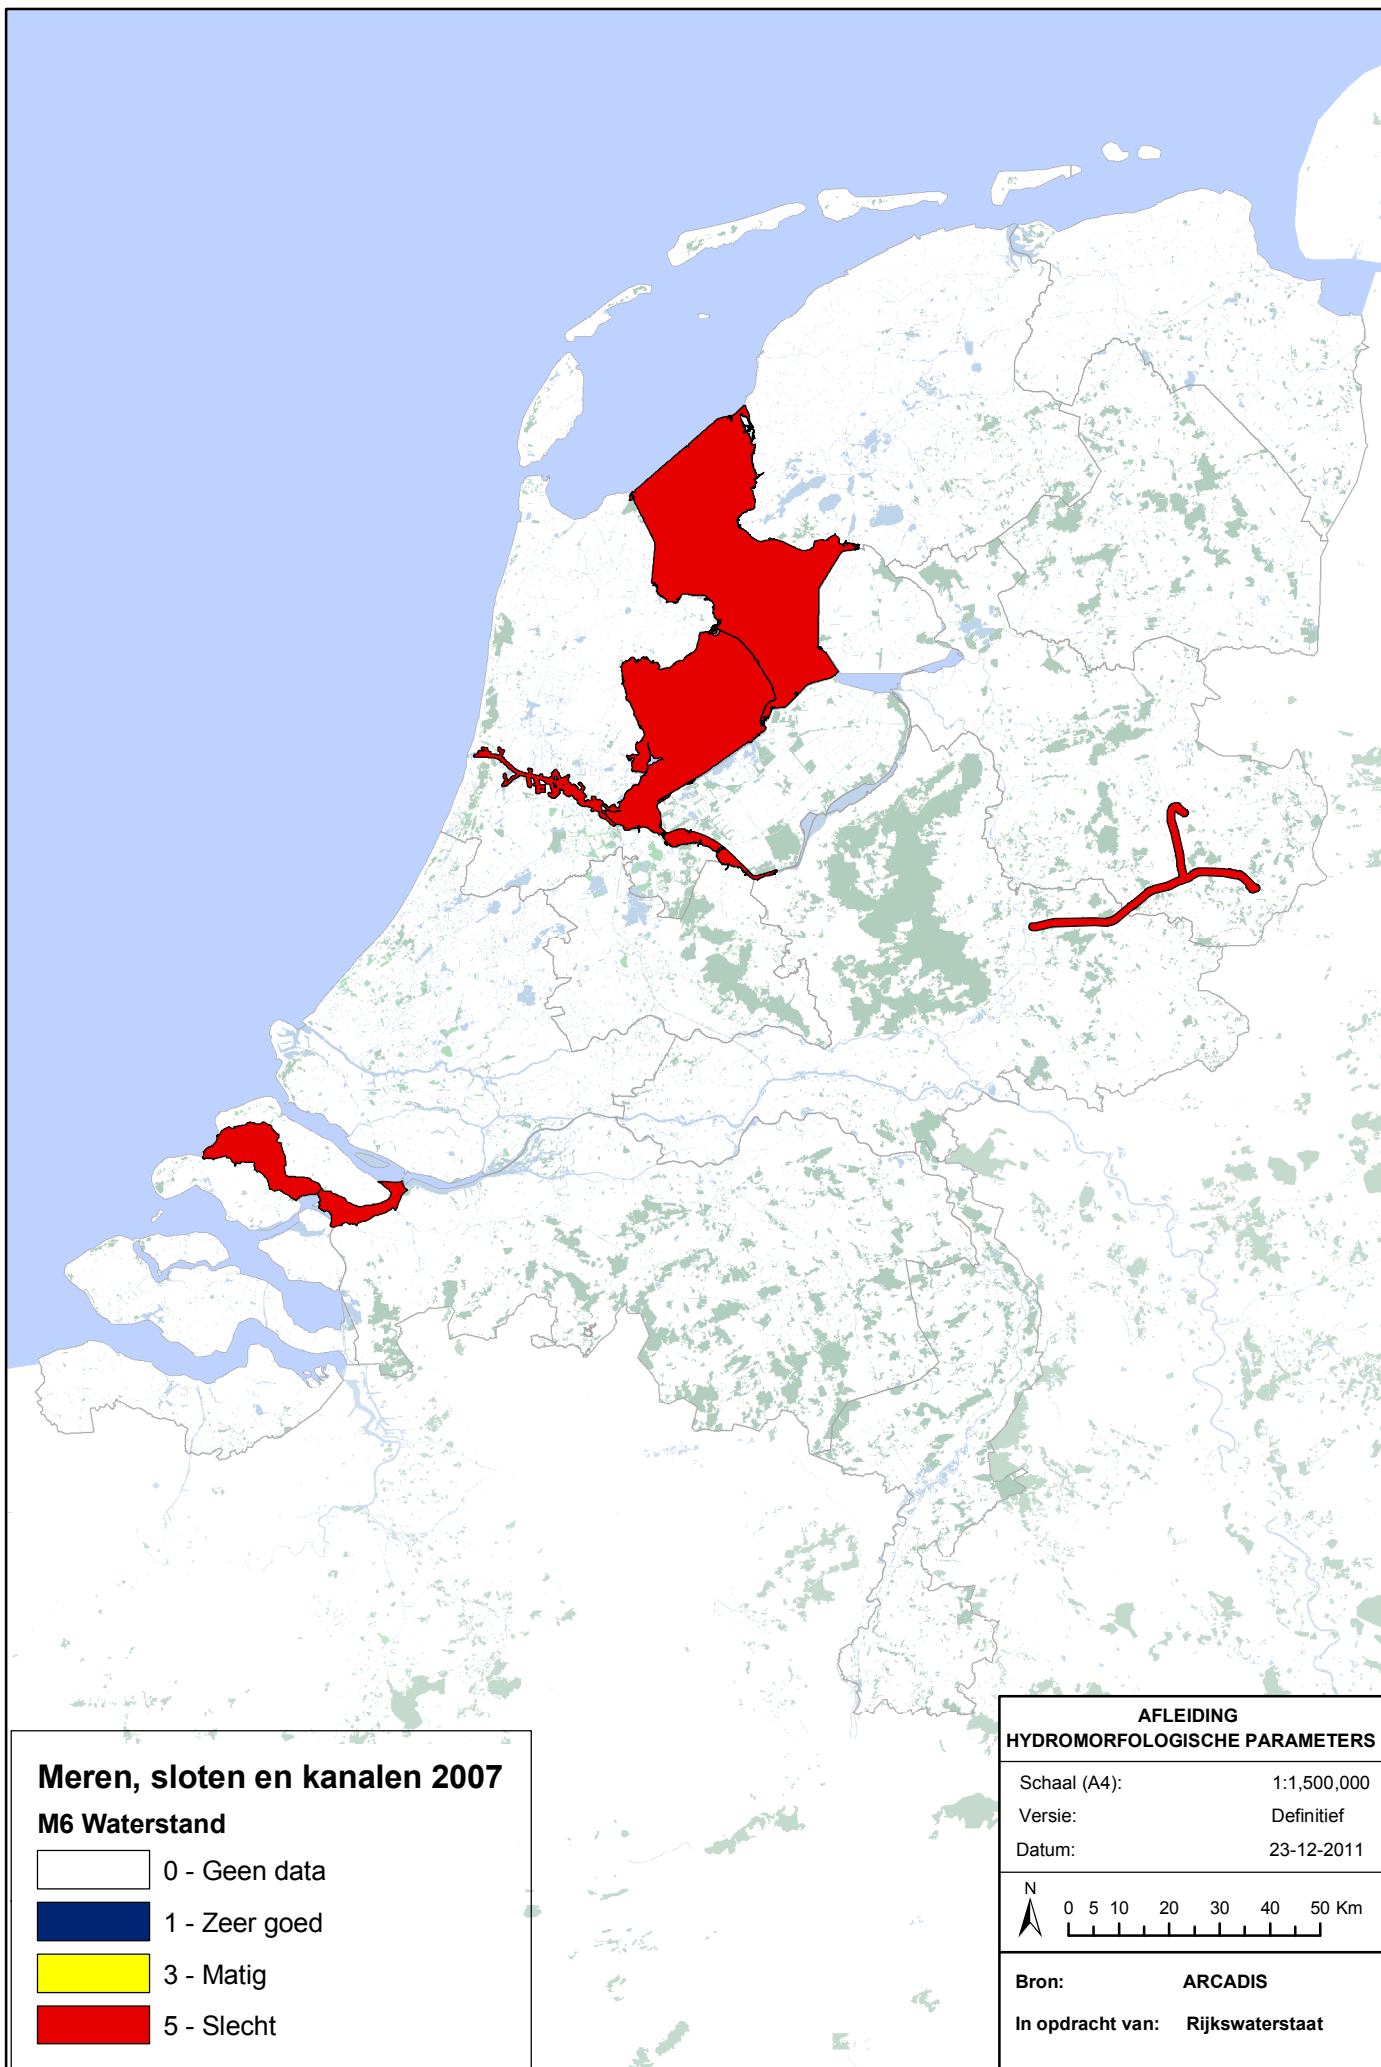 Meren, sloten en kanalen 2007
M6 Waterstand
0 - Geen data
1 - Zeer goed
3 - Matig
5 - Slecht
AFLEIDING
HYDROMORFOLOGISCHE PARAMETERS
Schaal (A4): 1:1,500,000
Versie: Definitief
Datum: 23-12-2011
N
0 5 10 20 30 40 50 Km
Bron: ARCADIS
In opdracht van: Rijkswaterstaat